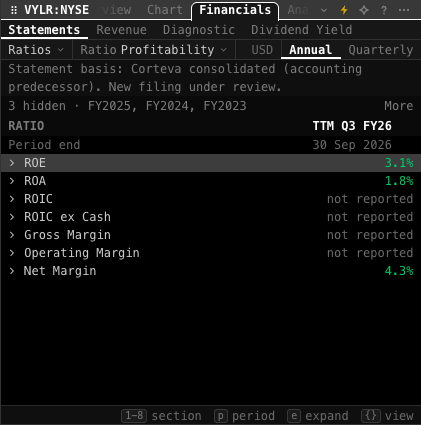 VYLR:NYSE view Chart Financials Ana ?
Statements Revenue Diagnostic Dividend Yield
Ratios Ratio Profitability USD Annual Quarterly
Statement basis: Corteva consolidated (accounting
predecessor). New filing under review.
3 hidden · FY2025, FY2024, FY2023 More
RATIO TTM Q3 FY26
Period end 30 Sep 2026
ROE 3.1%
ROA 1.8%
ROIC not reported
ROIC ex Cash not reported
Gross Margin not reported
Operating Margin not reported
Net Margin 4.3%
1-8 section p period e expand {} view